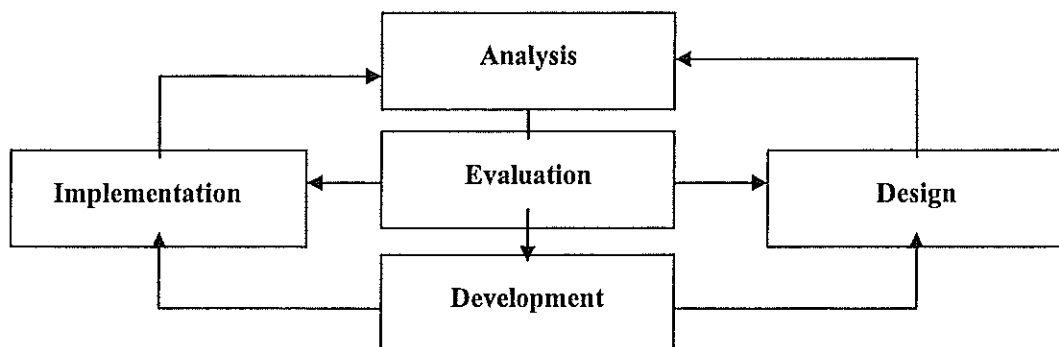 Analysis
Evaluation
Implementation
Design
Development